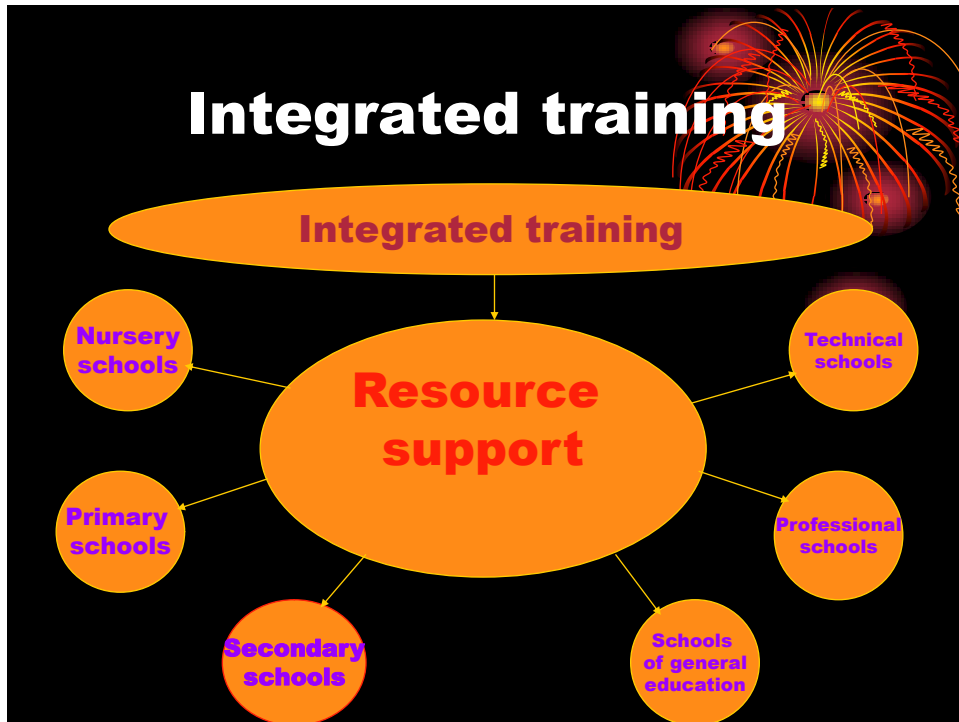 Integrated training
Integrated training
Resource
support
Nursery
schools
Primary
schools
Secondary
schools
Schools
of general
education
Professional
schools
Technical
schools